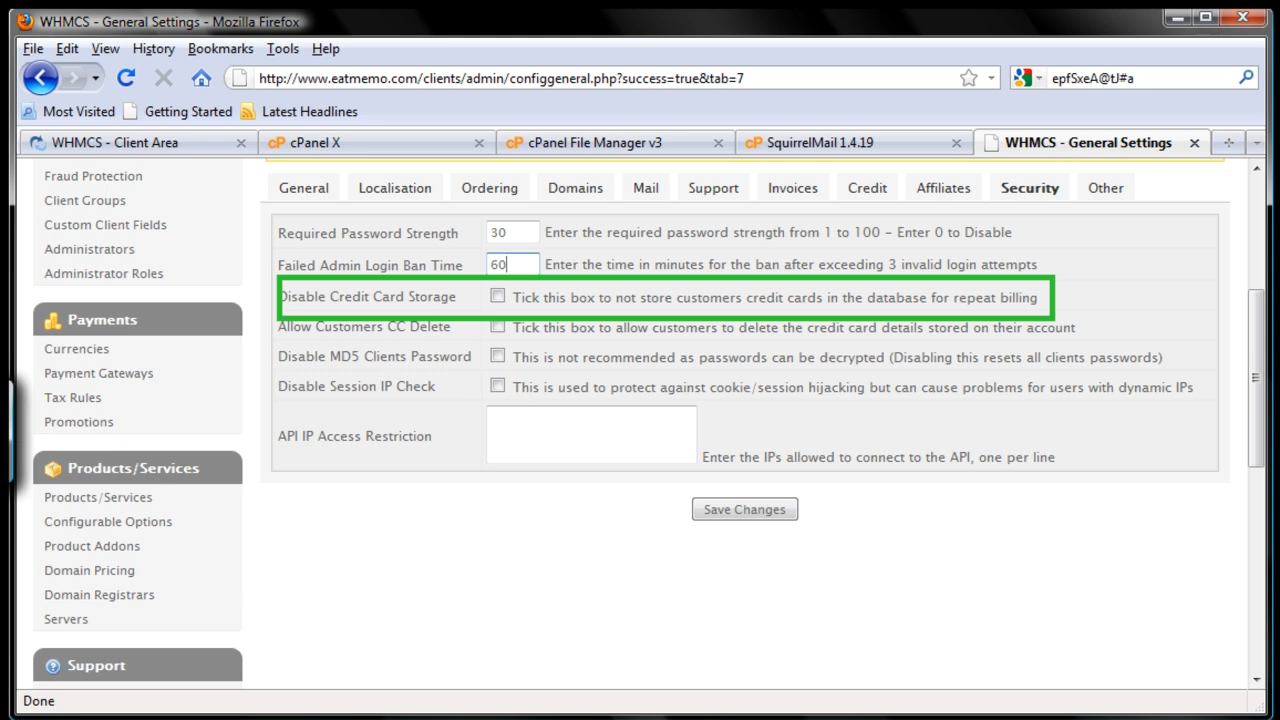 WHMCS - General Settings - Mozilla Firefox
File Edit View History Bookmarks Tools Help
http://www.eatmemo.com/clients/admin/configgeneral.php?success=true&tab=7
epfSxeA@tJ#a
Most Visited Getting Started Latest Headlines
WHMCS - Client Area
cP cPanel X
cP cPanel File Manager v3
cP SquirrelMail 1.4.19
WHMCS - General Settings
Fraud Protection
Client Groups
Custom Client Fields
Administrators
Administrator Roles
Payments
Currencies
Payment Gateways
Tax Rules
Promotions
Products/Services
Products/Services
Configurable Options
Product Addons
Domain Pricing
Domain Registrars
Servers
Support
General Localisation Ordering Domains Mail Support Invoices Credit Affiliates Security Other
Required Password Strength 30 Enter the required password strength from 1 to 100 - Enter 0 to Disable
Failed Admin Login Ban Time 60 Enter the time in minutes for the ban after exceeding 3 invalid login attempts
Disable Credit Card Storage Tick this box to not store customers credit cards in the database for repeat billing
Allow Customers CC Delete Tick this box to allow customers to delete the credit card details stored on their account
Disable MD5 Clients Password This is not recommended as passwords can be decrypted (Disabling this resets all clients passwords)
Disable Session IP Check This is used to protect against cookie/session hijacking but can cause problems for users with dynamic IPs
API IP Access Restriction Enter the IPs allowed to connect to the API, one per line
Save Changes
Done